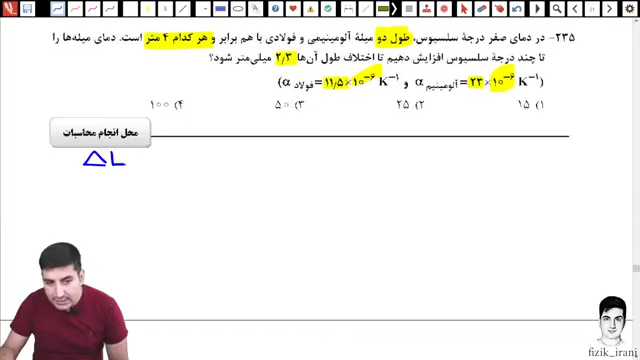 ۲۳۵- در دمای صفر درجهٔ سلسیوس، طول دو میلهٔ آلومینیمی و فولادی با هم برابر و هر کدام ۴ متر است. دمای میله‌ها را
تا چند درجهٔ سلسیوس افزایش دهیم تا اختلاف طول آن‌ها ۲/۳ میلی‌متر شود؟
(α آلومینیم = ۲۳×۱۰⁻⁶ K⁻¹ و α فولاد = ۱۱/۵×۱۰⁻⁶ K⁻¹)
۱) ۱۵ ۲) ۲۵ ۳) ۵۰ ۴) ۱۰۰
محل انجام محاسبات
ΔL
fizik_irani